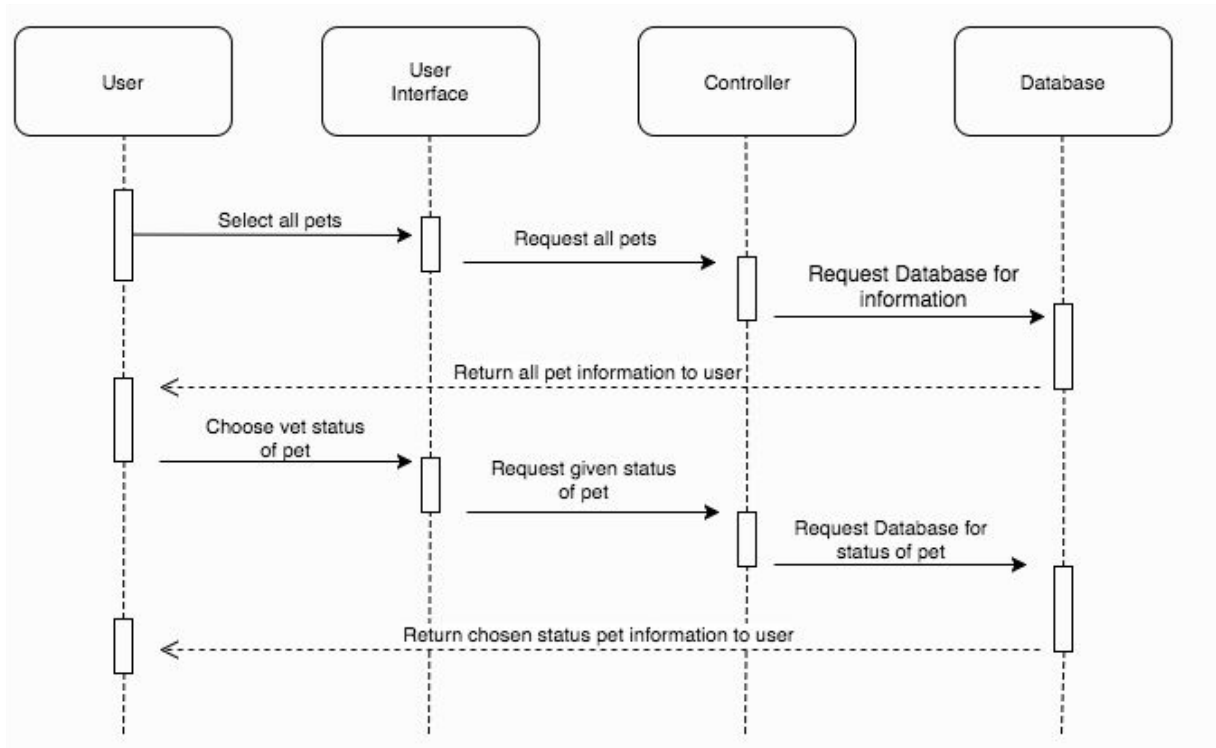 User
User
Interface
Controller
Database
Select all pets
Request all pets
Request Database for
information
Return all pet information to user
Choose vet status
of pet
Request given status
of pet
Request Database for
status of pet
Return chosen status pet information to user